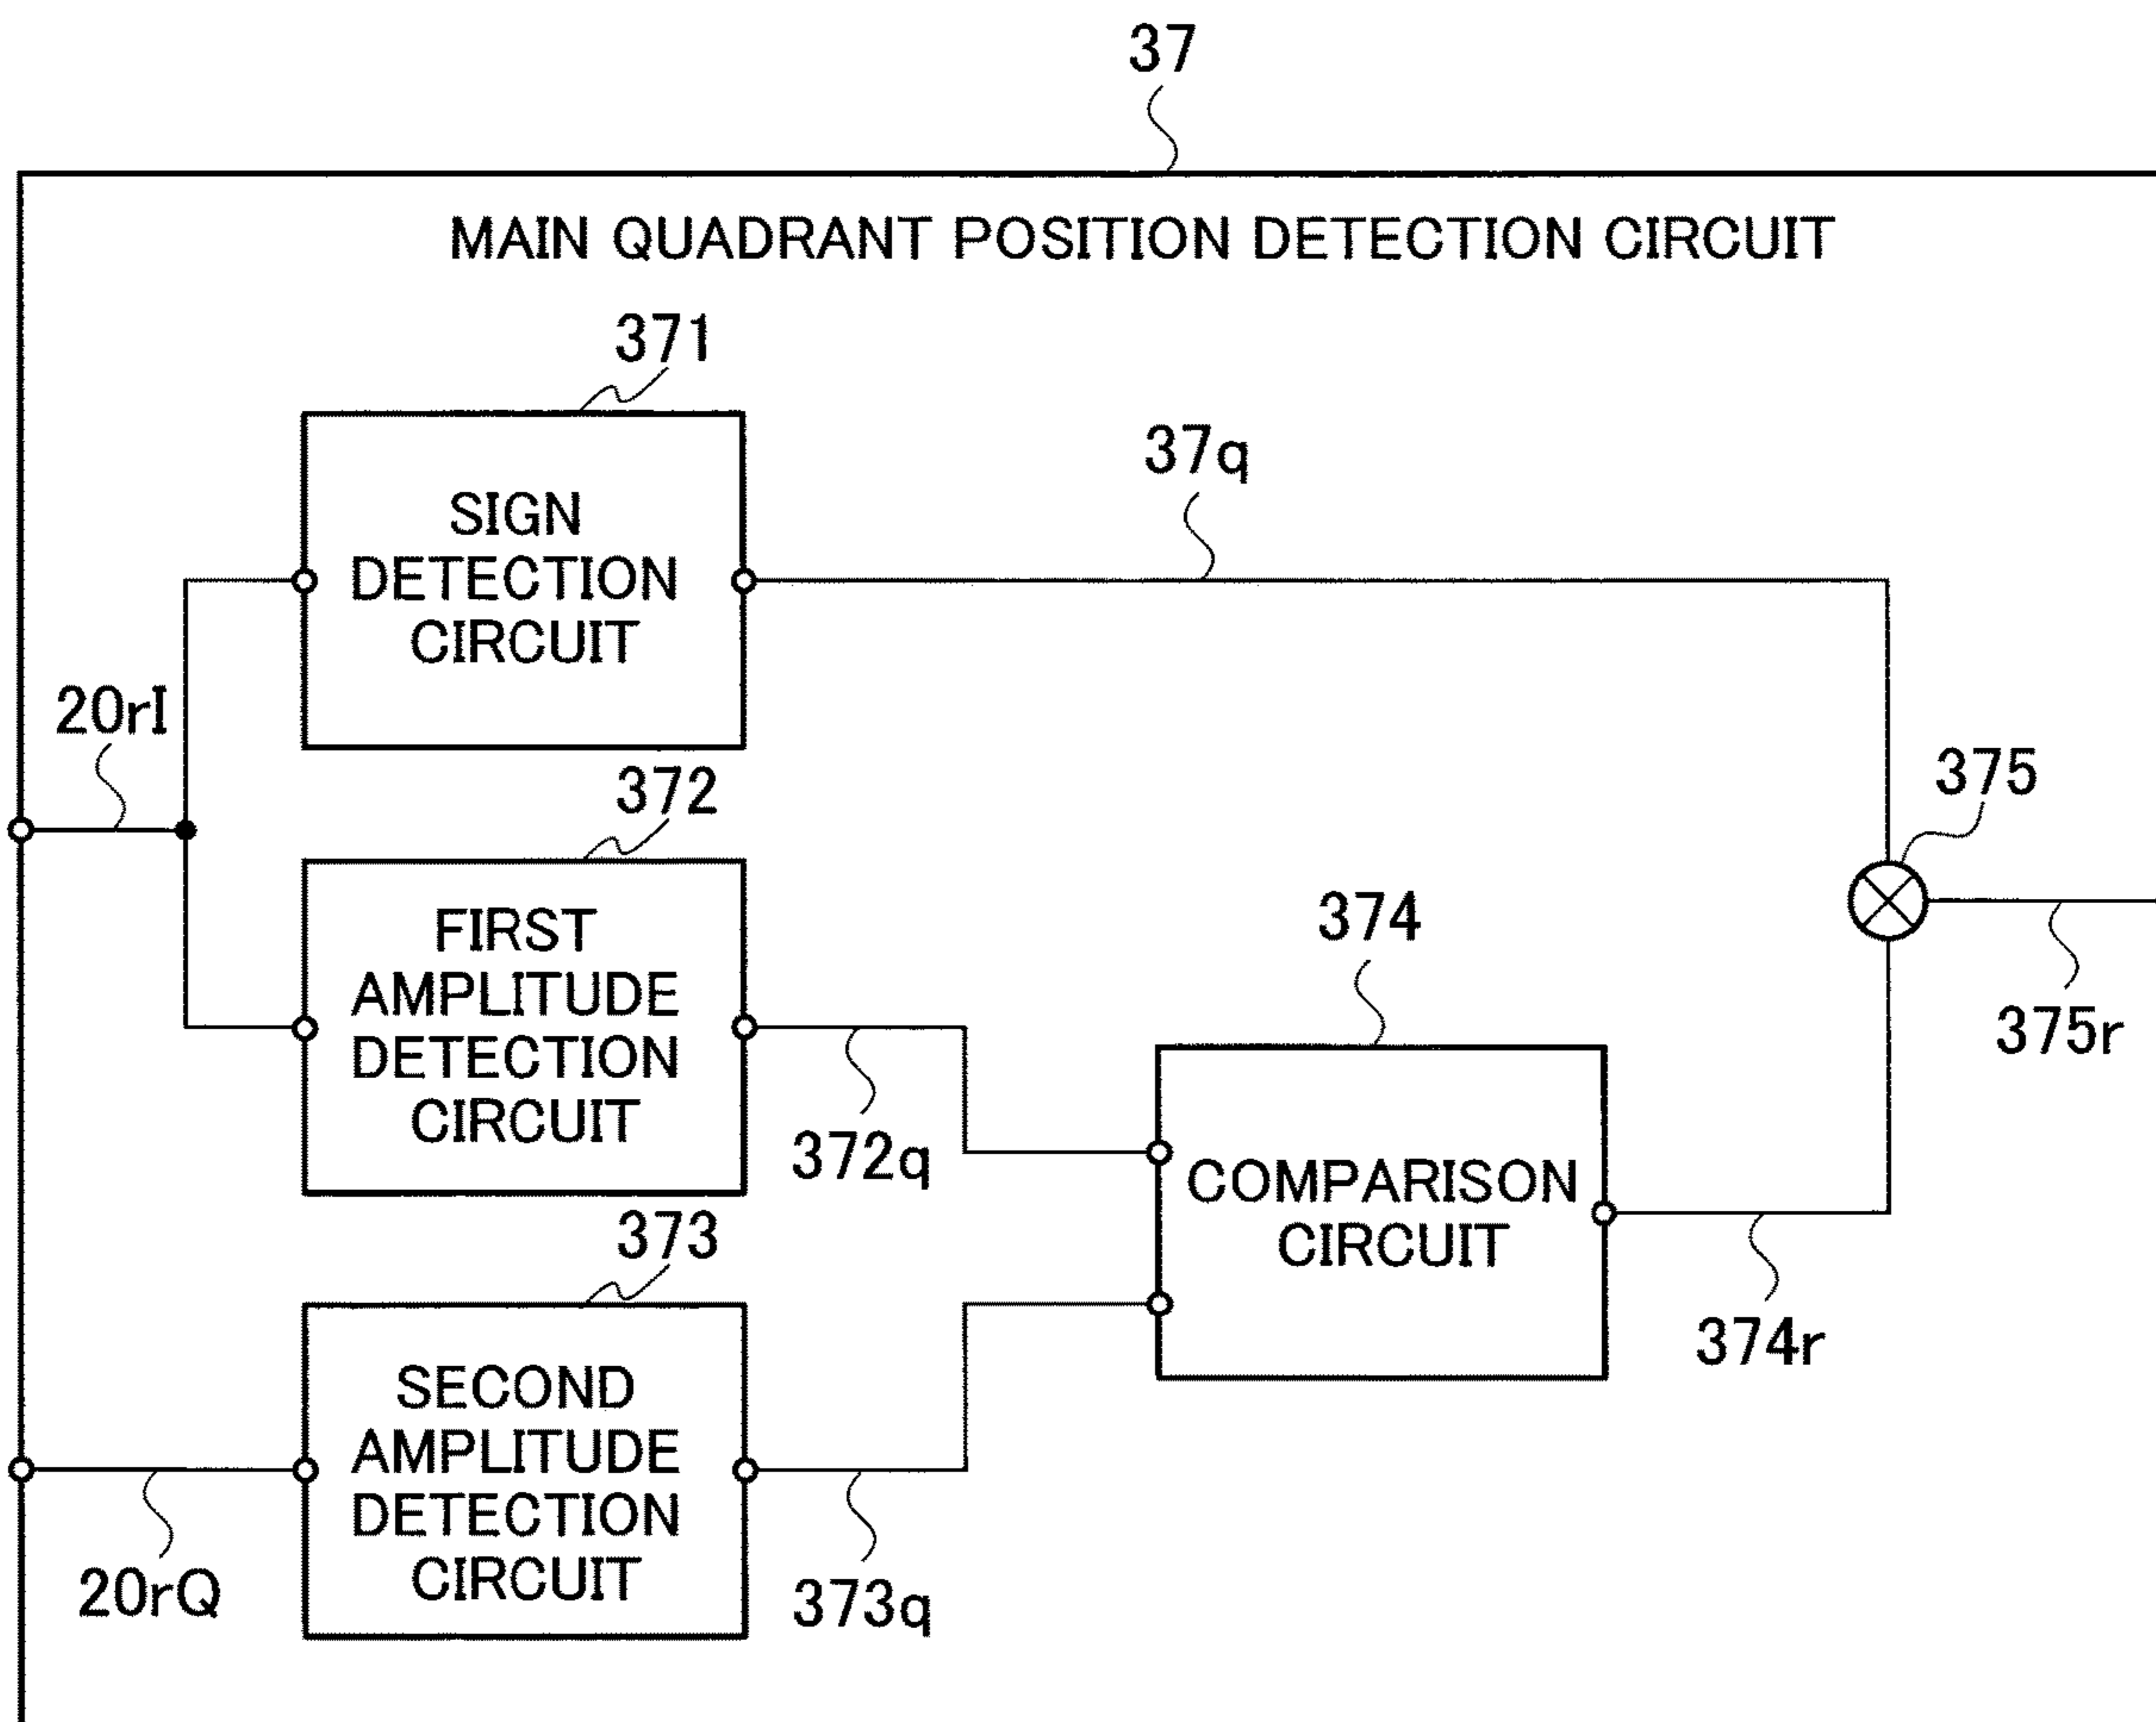 37
MAIN QUADRANT POSITION DETECTION CIRCUIT
371
SIGN
DETECTION
CIRCUIT
37q
20rI
372
FIRST
AMPLITUDE
DETECTION
CIRCUIT
372q
375
375r
374
COMPARISON
CIRCUIT
374r
373
SECOND
AMPLITUDE
DETECTION
CIRCUIT
373q
20rQ